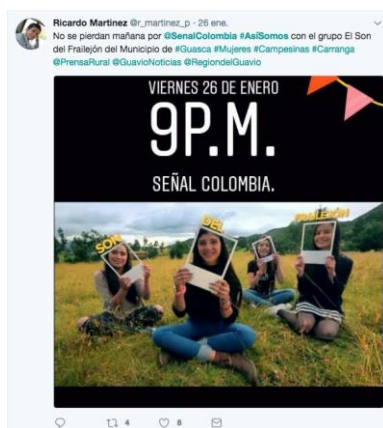 Ricardo Martinez @r_martinez_p · 26 ene.
No se pierdan mañana por @SenalColombia #AsíSomos con el grupo El Son
del Frailejón del Municipio de #Guasca #Mujeres #Campesinas #Carranga
@PrensaRural @GuavioNoticias @RegiondelGuavio
VIERNES 26 DE ENERO
9P.M.
SEÑAL COLOMBIA.
SON
DEL
FRAILEJÓN
4
8